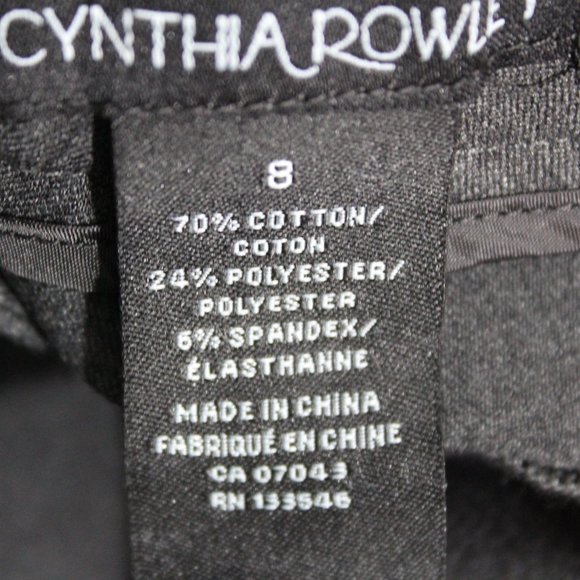 CYNTHIA ROWLEY
8
70% COTTON/
COTON
24% POLYESTER/
POLYESTER
6% SPANDEX/
ÉLASTHANNE
MADE IN CHINA
FABRIQUÉ EN CHINE
CA 07043
RN 133546